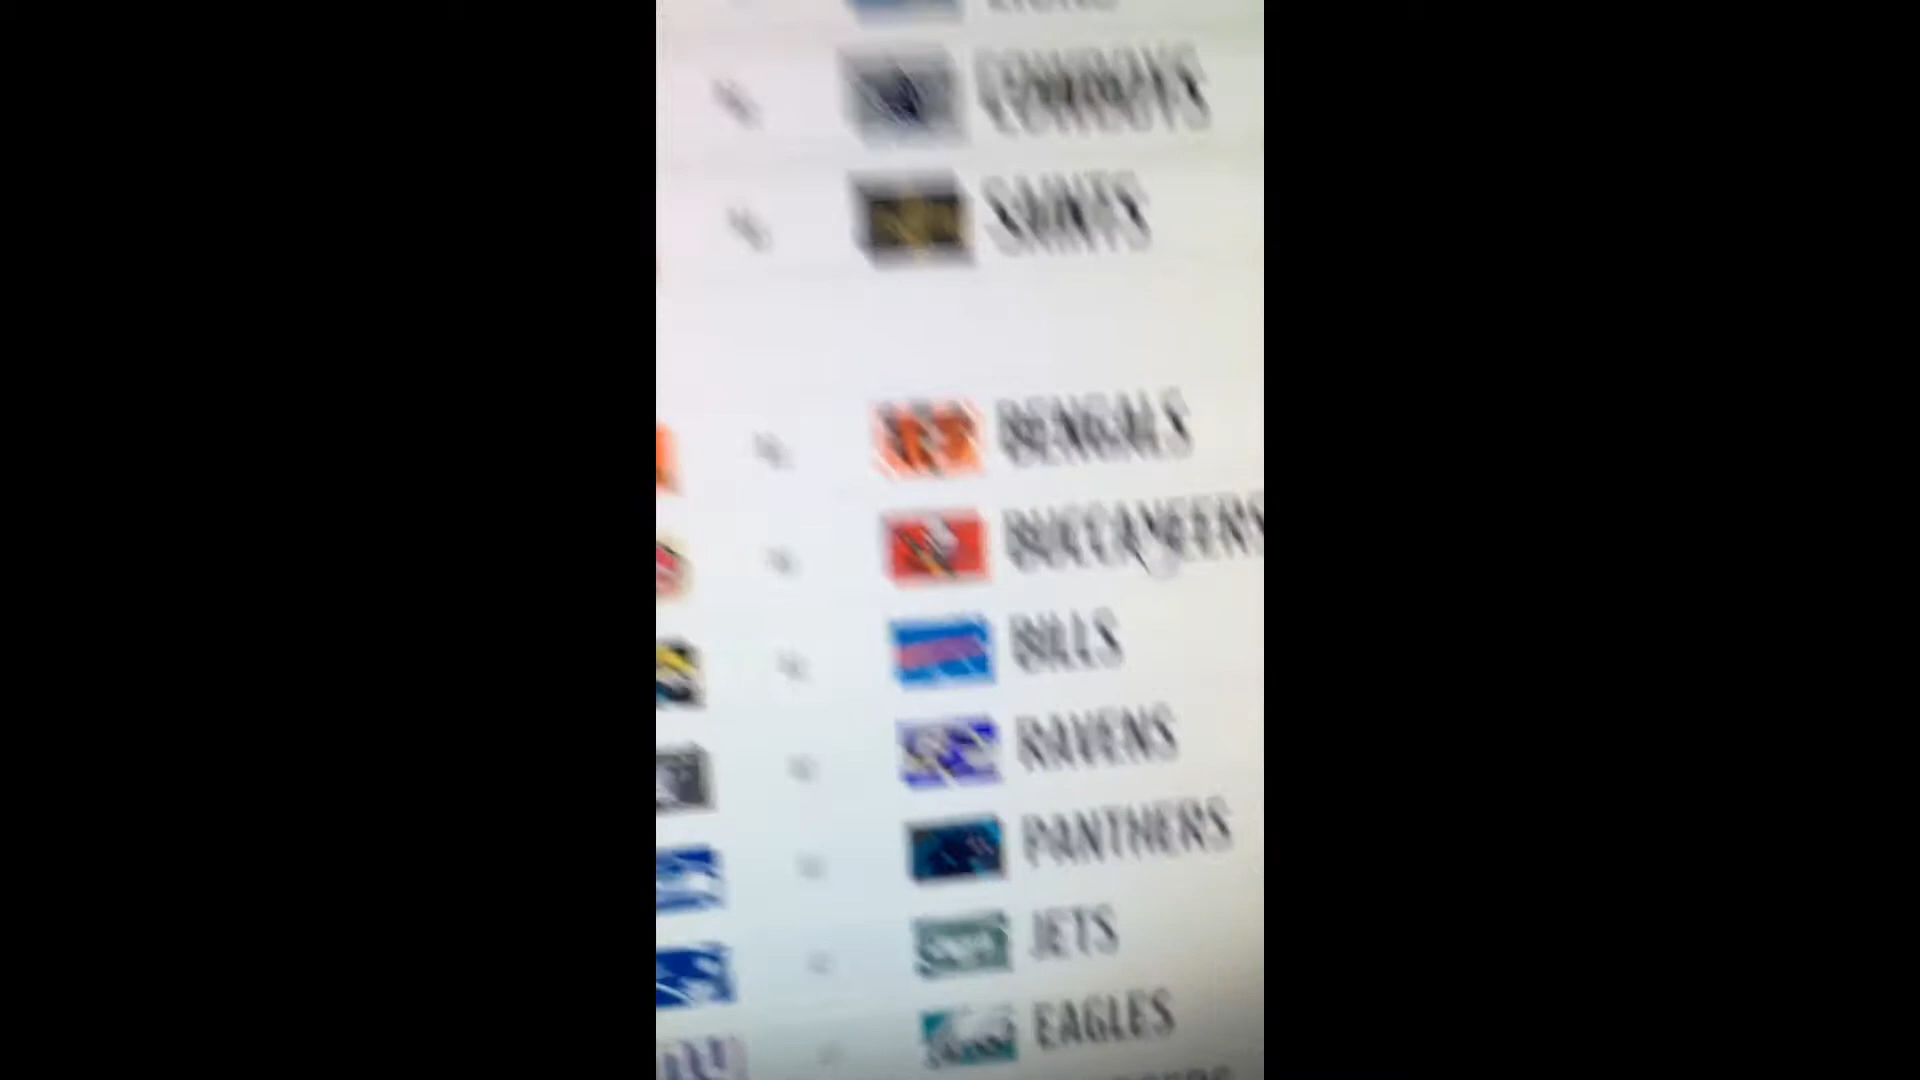 COWBOYS
SAINTS
BENGALS
BUCCANEERS
BILLS
RAVENS
PANTHERS
JETS
EAGLES